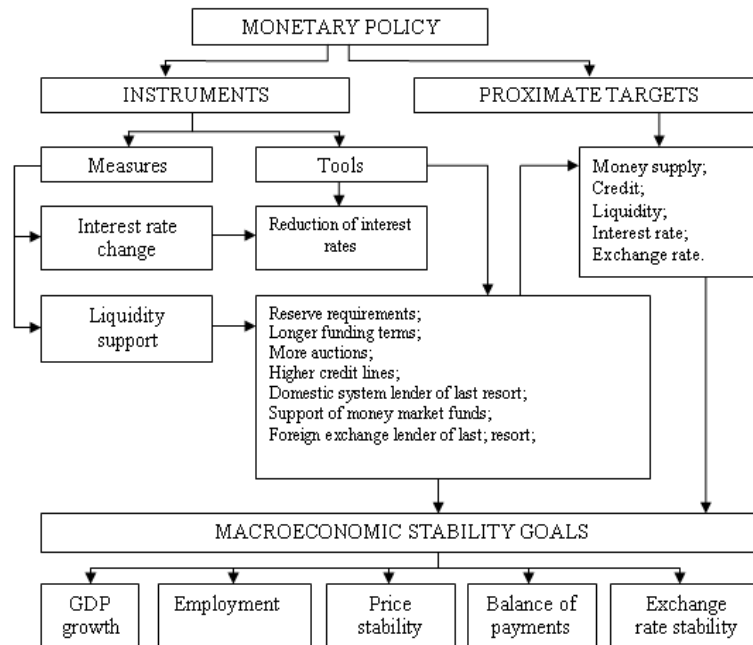 MONETARY POLICY
INSTRUMENTS
PROXIMATE TARGETS
Measures
Tools
Money supply;
Credit;
Liquidity;
Interest rate;
Exchange rate.
Interest rate
change
Reduction of interest
rates
Liquidity
support
Reserve requirements;
Longer funding terms;
More auctions;
Higher credit lines;
Domestic system lender of last resort;
Support of money market funds;
Foreign exchange lender of last; resort;
MACROECONOMIC STABILITY GOALS
GDP
growth
Employment
Price
stability
Balance of
payments
Exchange
rate stability